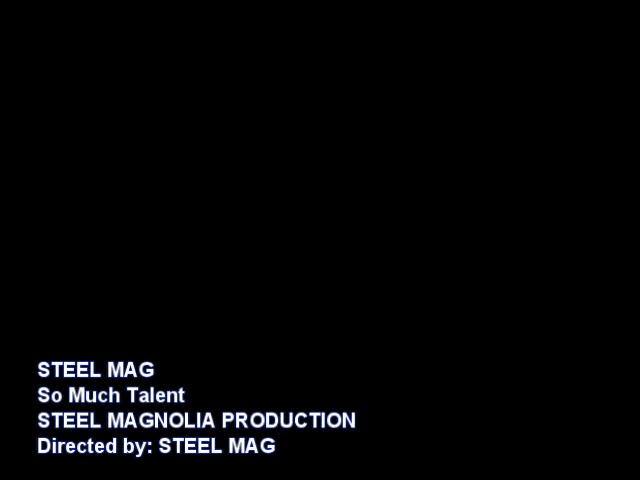 STEEL MAG
So Much Talent
STEEL MAGNOLIA PRODUCTION
Directed by: STEEL MAG